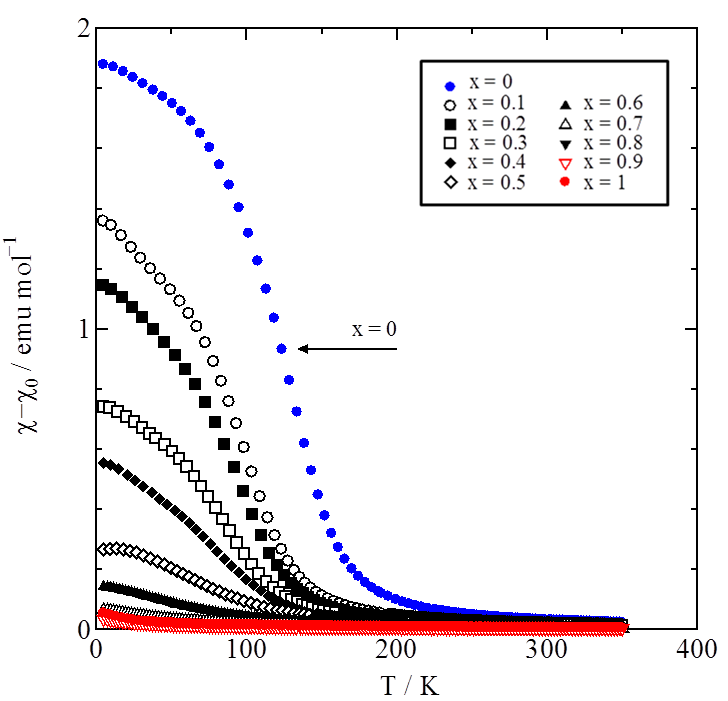 2
x = 0
x = 0.1
x = 0.6
x = 0.2
x = 0.7
x = 0.3
x = 0.8
x = 0.4
x = 0.9
x = 0.5
x = 1
x = 0
1
χ−χ₀ / emu mol⁻¹
0
0
100
200
300
400
T / K